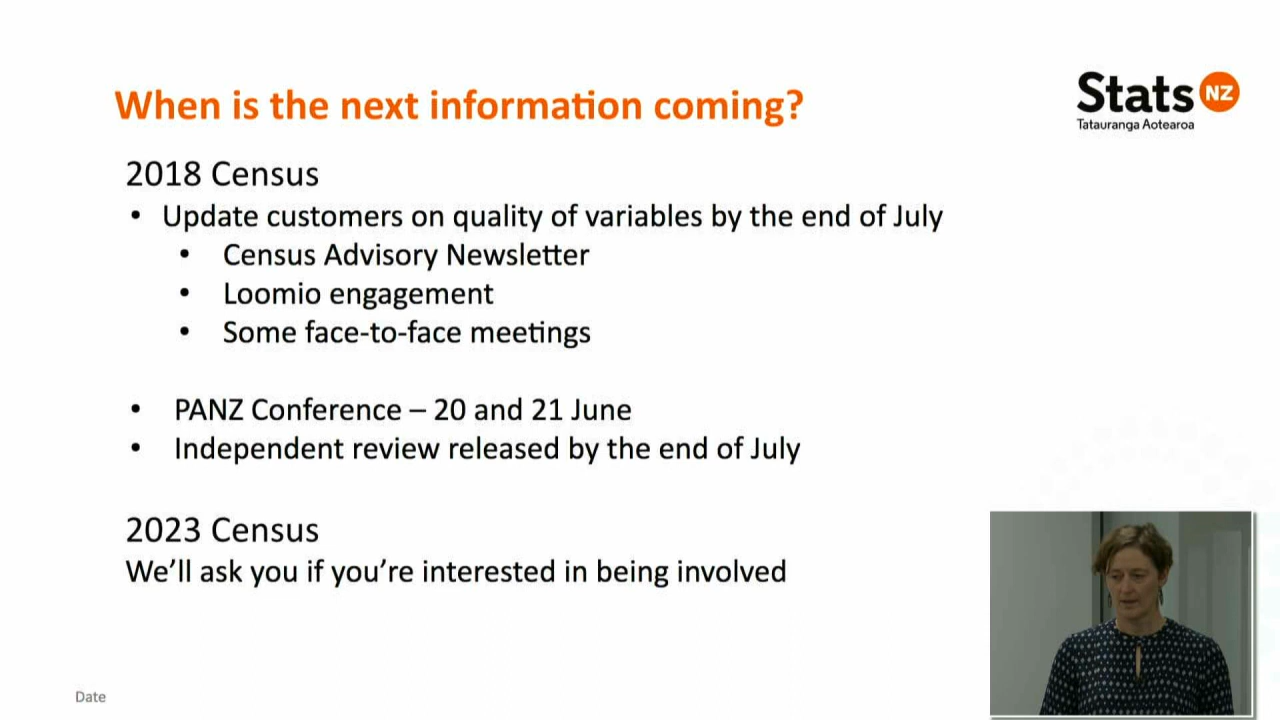 When is the next information coming?
Stats NZ
Tatauranga Aotearoa
2018 Census
• Update customers on quality of variables by the end of July
• Census Advisory Newsletter
• Loomio engagement
• Some face-to-face meetings
• PANZ Conference – 20 and 21 June
• Independent review released by the end of July
2023 Census
We’ll ask you if you’re interested in being involved
Date